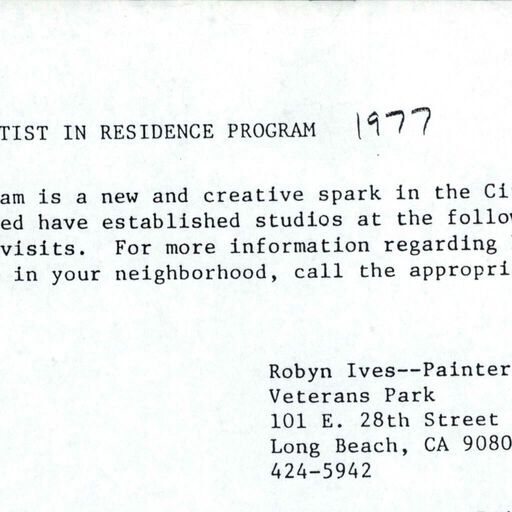 TIST IN RESIDENCE PROGRAM 1977
am is a new and creative spark in the Ci
ed have established studios at the follow
visits. For more information regarding
in your neighborhood, call the appropri
Robyn Ives--Painter
Veterans Park
101 E. 28th Street
Long Beach, CA 9080
424-5942